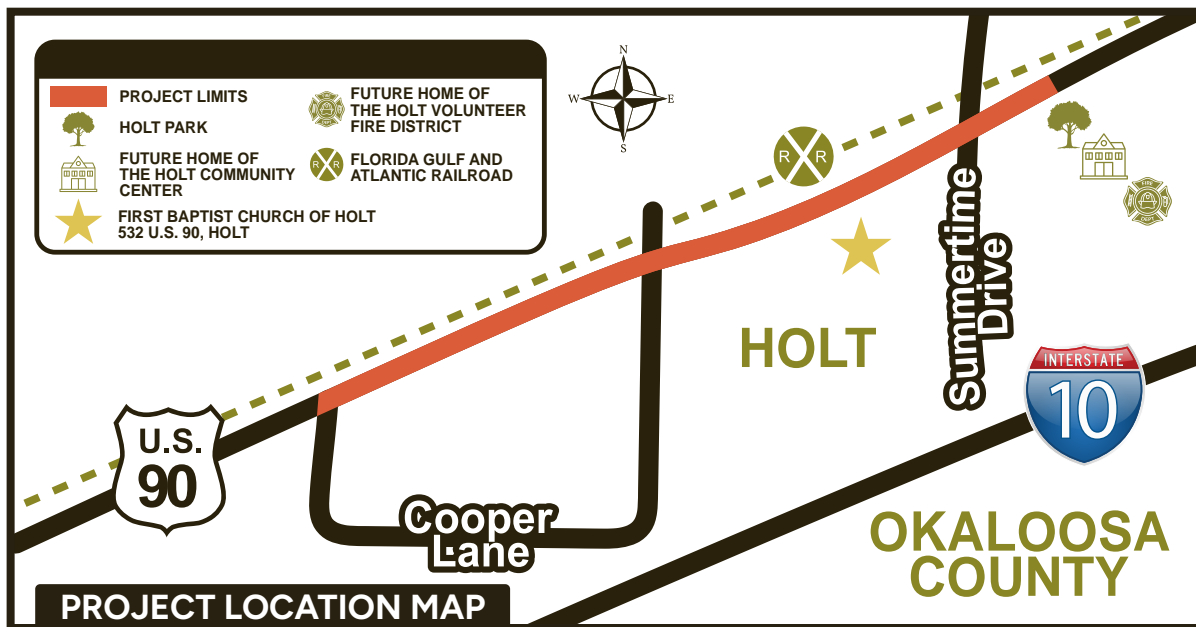 PROJECT LIMITS
HOLT PARK
FUTURE HOME OF
THE HOLT COMMUNITY
CENTER
FIRST BAPTIST CHURCH OF HOLT
532 U.S. 90, HOLT
FUTURE HOME OF
THE HOLT VOLUNTEER
FIRE DISTRICT
R R
FLORIDA GULF AND
ATLANTIC RAILROAD
N
W E
S
R R
FIRE
DEPT.
Summertime
Drive
HOLT
INTERSTATE
10
U.S.
90
Cooper
Lane
OKALOOSA
COUNTY
PROJECT LOCATION MAP